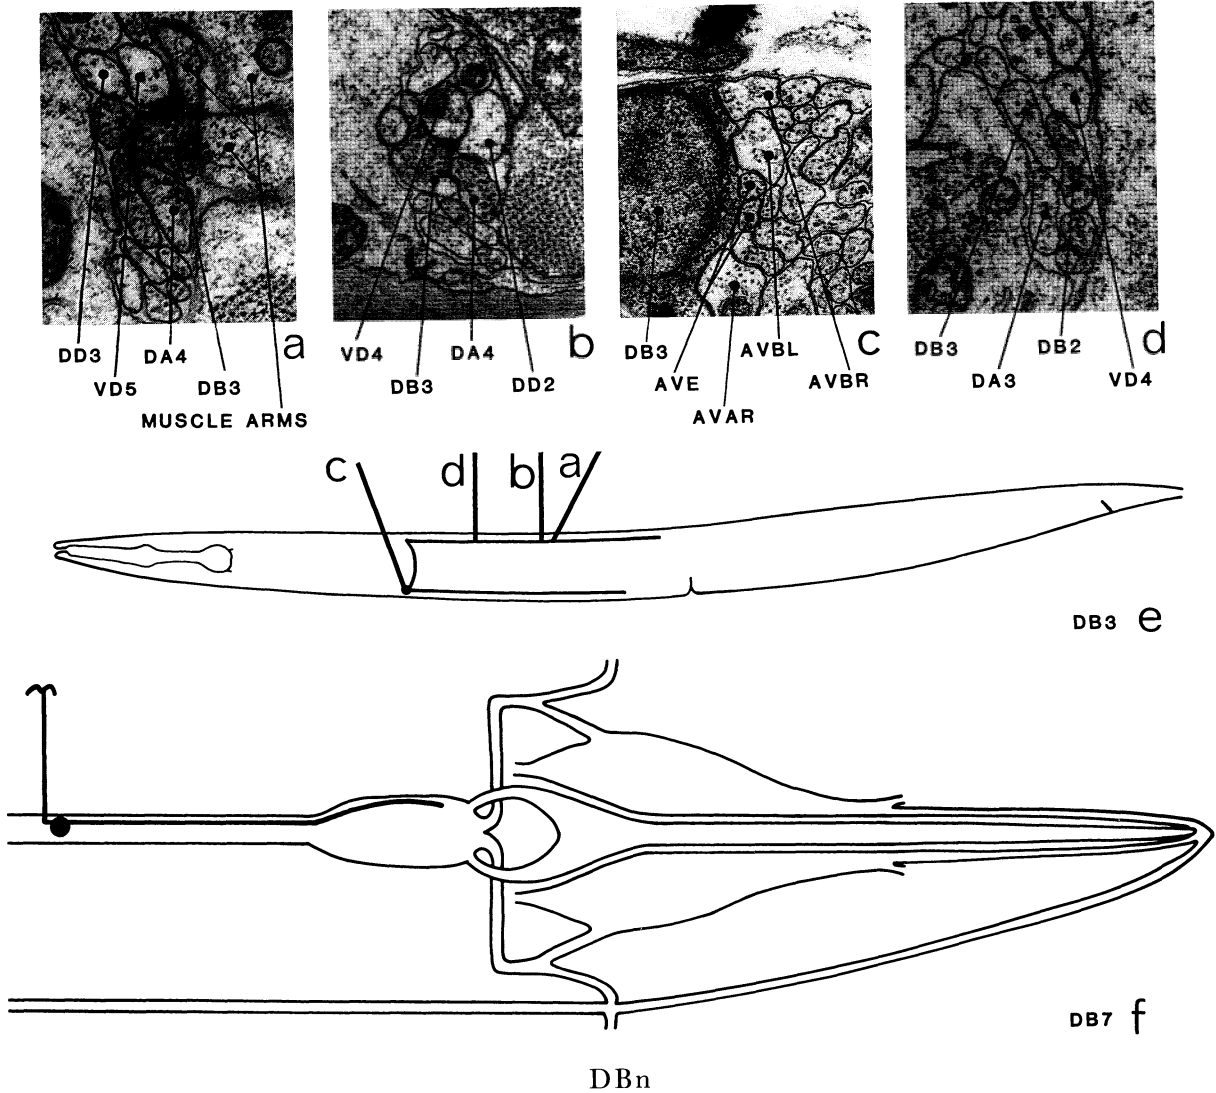 DD3 DA4 a
VD5 DB3
MUSCLE ARMS
VD4 DA4 b
DB3 DD2
DB3 AVBL c
AVE AVBR
AVAR
DB3 DB2 d
DA3 VD4
c d b a
DB3 e
DB7 f
DBn